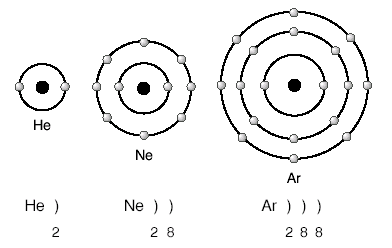 He
Ne
Ar
He ) Ne ) ) Ar ) ) )
2 2 8 2 8 8